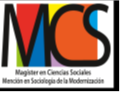 MCS
Magíster en Ciencias Sociales
Mención en Sociología de la Modernización